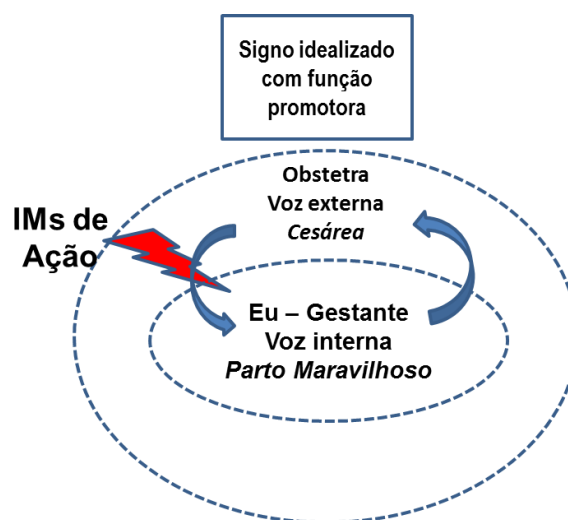 Signo idealizado
com função
promotora
Obstetra
Voz externa
Cesárea
IMs de
Ação
Eu – Gestante
Voz interna
Parto Maravilhoso